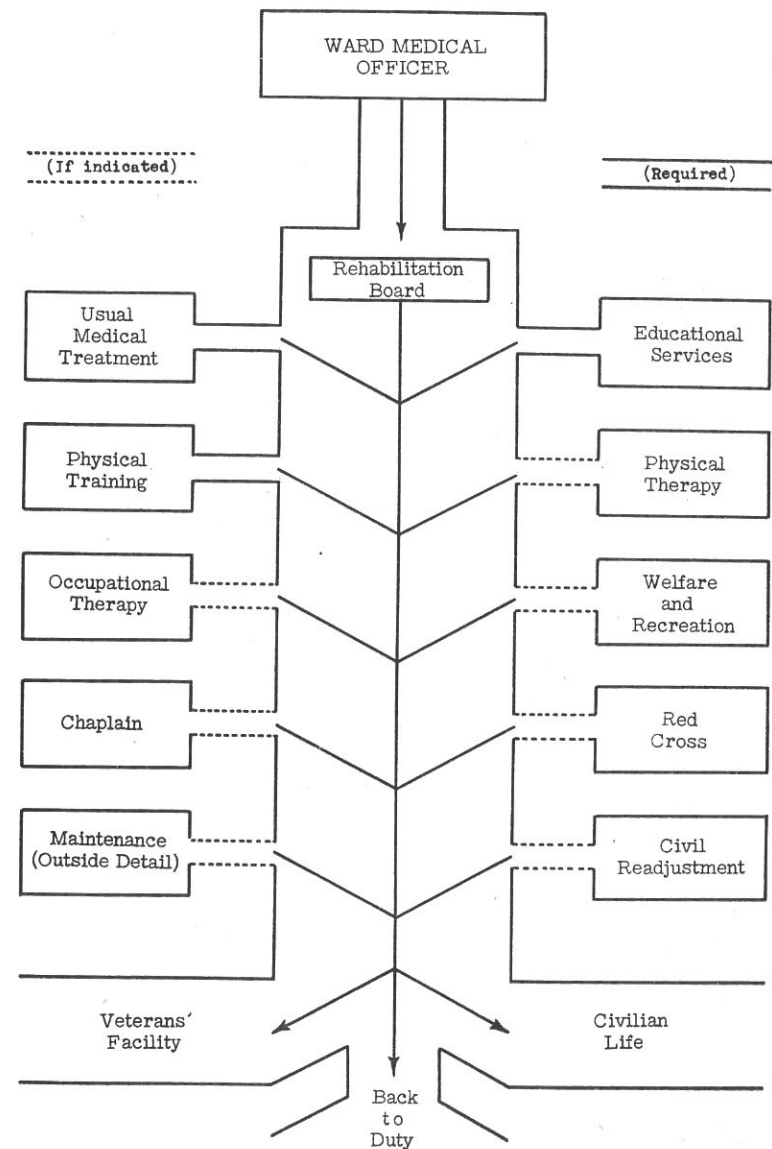 WARD MEDICAL
OFFICER
(If indicated)
(Required)
Rehabilitation
Board
Usual
Medical
Treatment
Educational
Services
Physical
Training
Physical
Therapy
Occupational
Therapy
Welfare
and
Recreation
Chaplain
Red
Cross
Maintenance
(Outside Detail)
Civil
Readjustment
Veterans'
Facility
Civilian
Life
Back
to
Duty